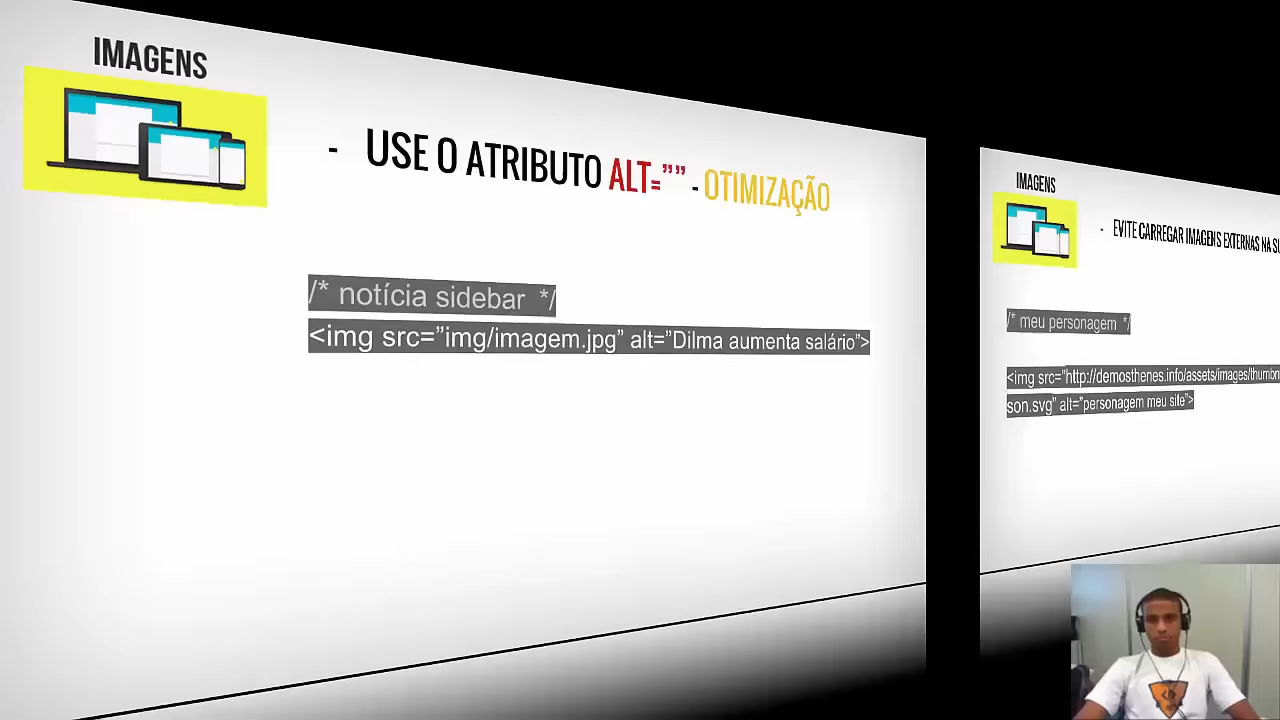 IMAGENS
- USE O ATRIBUTO ALT=”” - OTIMIZAÇÃO
/* notícia sidebar */
<img src=”img/imagem.jpg” alt=”Dilma aumenta salário”>
IMAGENS
- EVITE CARREGAR IMAGENS EXTERNAS NA
/* meu personagem */
<img src=”http://demosthenes.info/assets/images/thumbn
son.svg” alt=”personagem meu site”>